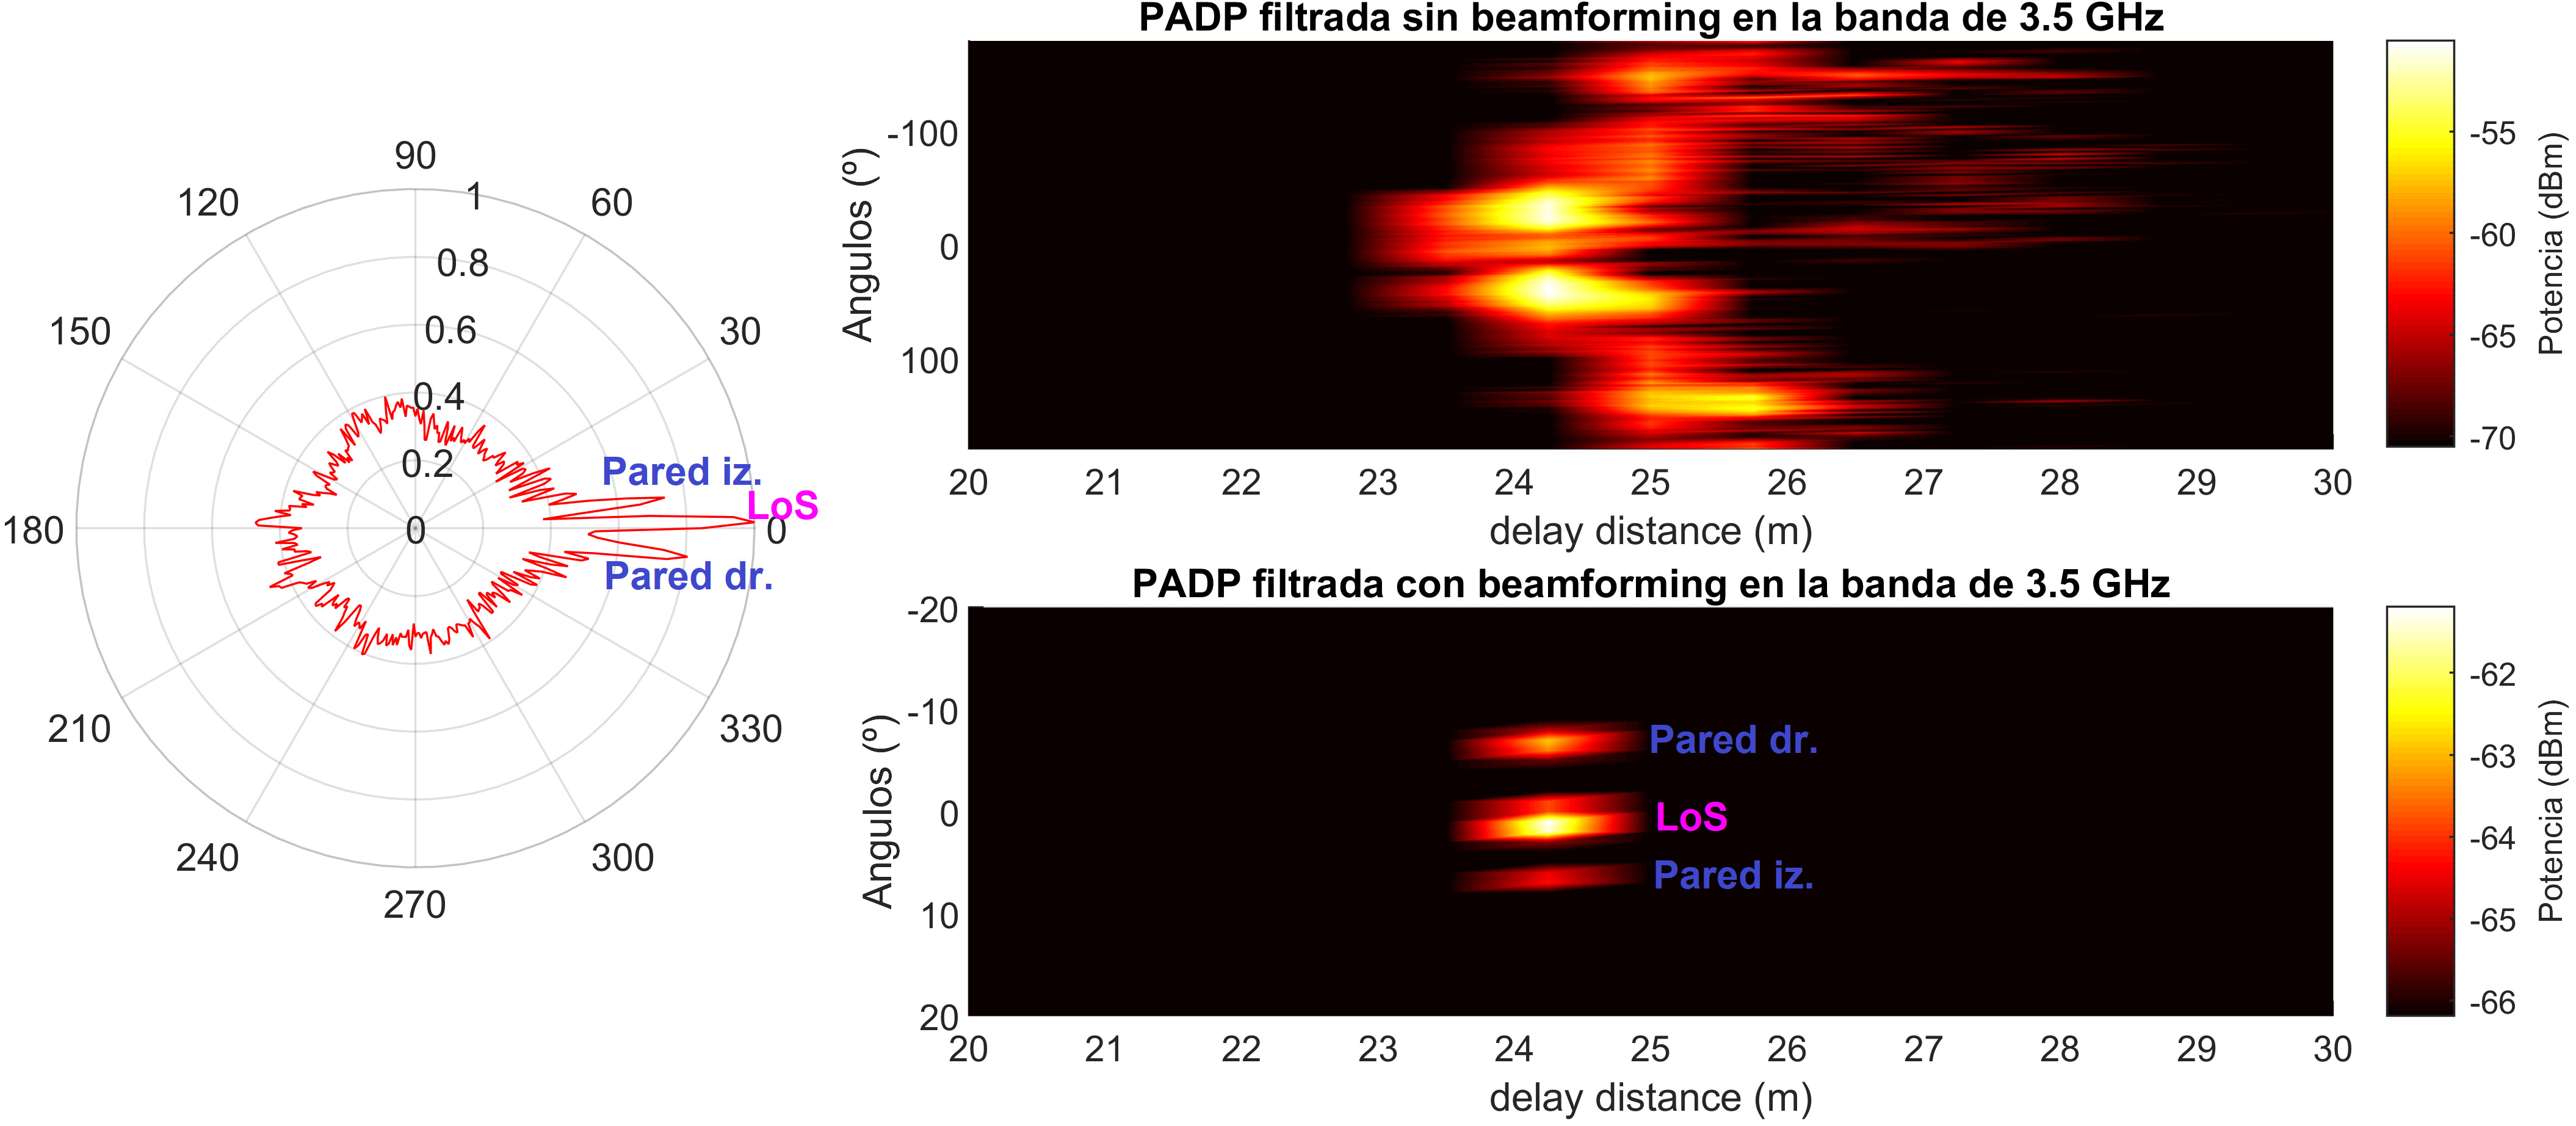 90
120
60
1
0.8
150
0.6
30
0.4
0.2
Pared iz.
LoS
180
0
0
Pared dr.
210
330
240
300
270
PADP filtrada sin beamforming en la banda de 3.5 GHz
Angulos (º)
-100
0
100
20 21 22 23 24 25 26 27 28 29 30
delay distance (m)
-55
-60
-65
-70
Potencia (dBm)
PADP filtrada con beamforming en la banda de 3.5 GHz
Angulos (º)
-20
-10
0
10
20
Pared dr.
LoS
Pared iz.
20 21 22 23 24 25 26 27 28 29 30
delay distance (m)
-62
-63
-64
-65
-66
Potencia (dBm)